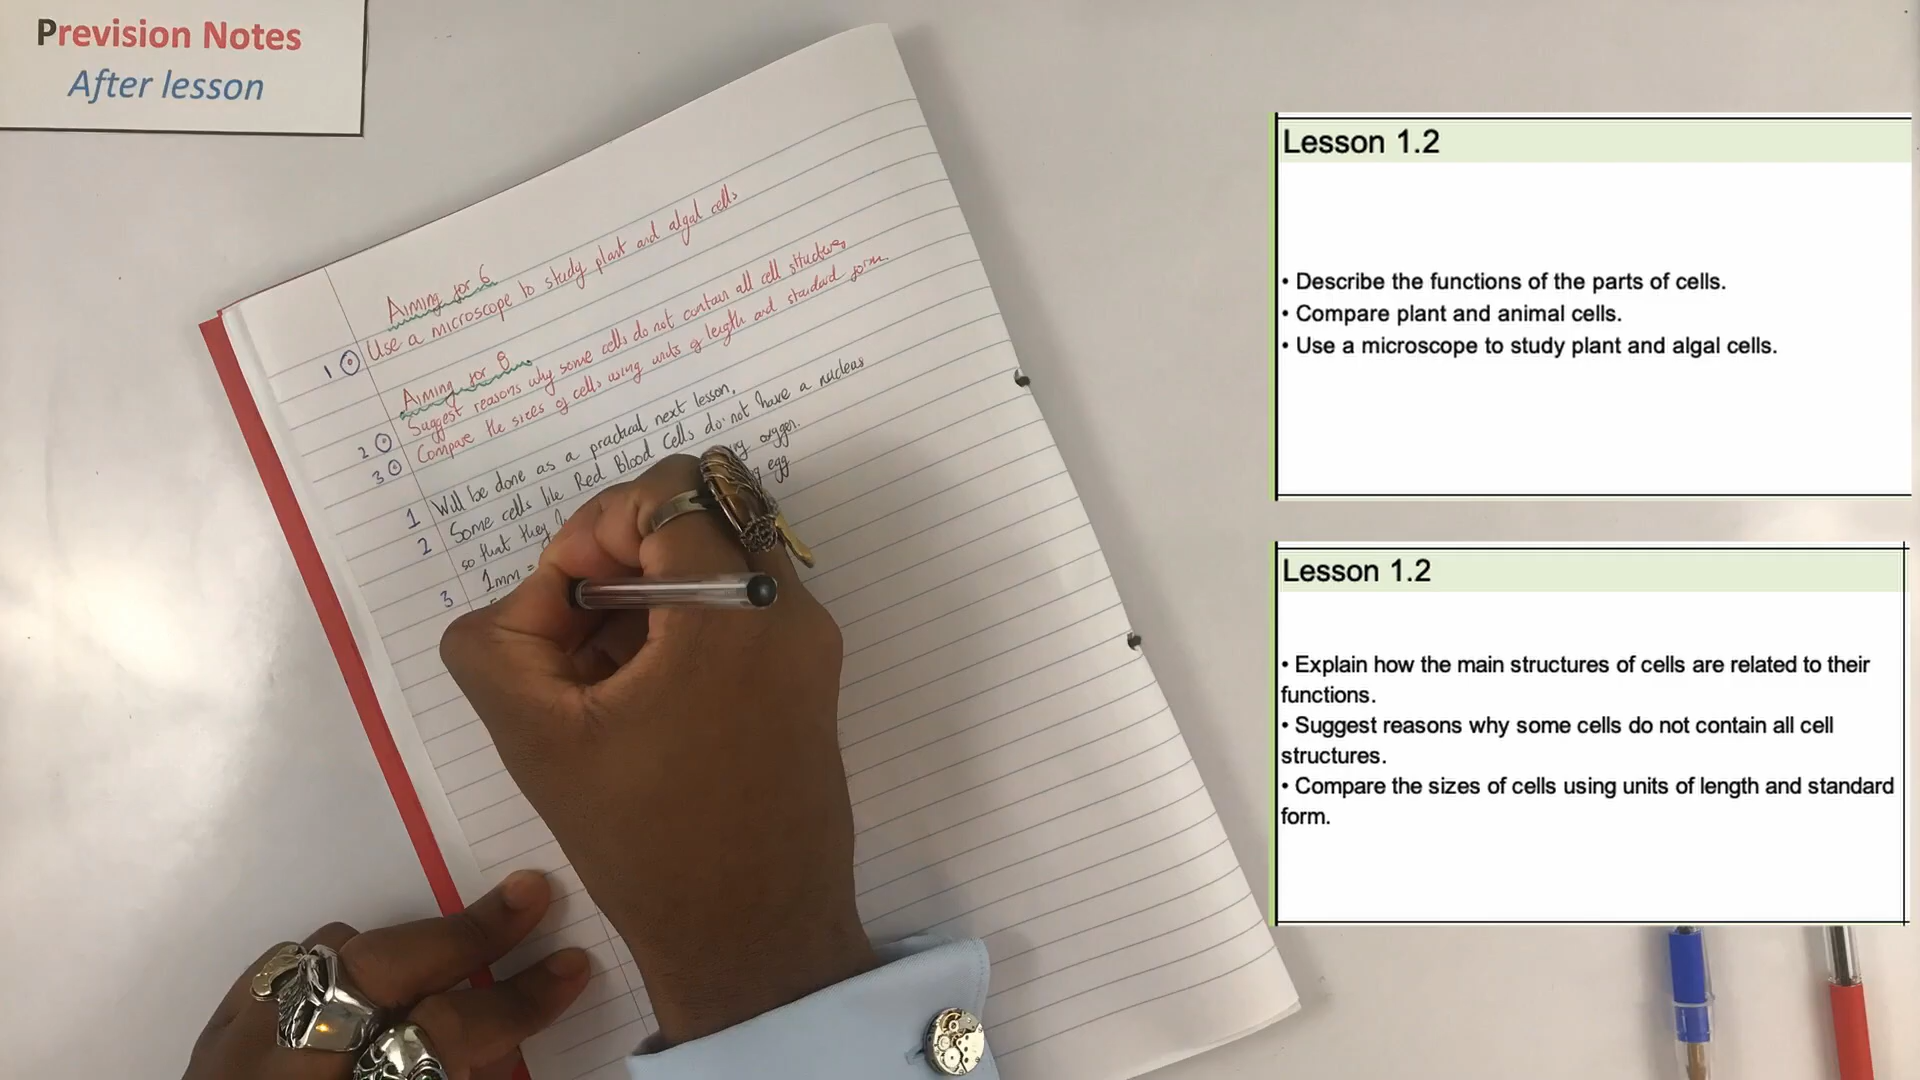 Prevision Notes
After lesson
Aiming for 6
1 Use a microscope to study plant and algal cells
Aiming for 8
2 Suggest reasons why some cells do not contain all cell structures
3 Compare the sizes of cells using units of length and standard form.
1 Will be done as a practical next lesson.
2 Some cells like Red Blood Cells do not have a nucleus
so that they oxygen.
3 1mm = egg
Lesson 1.2
• Describe the functions of the parts of cells.
• Compare plant and animal cells.
• Use a microscope to study plant and algal cells.
Lesson 1.2
• Explain how the main structures of cells are related to their
functions.
• Suggest reasons why some cells do not contain all cell
structures.
• Compare the sizes of cells using units of length and standard
form.